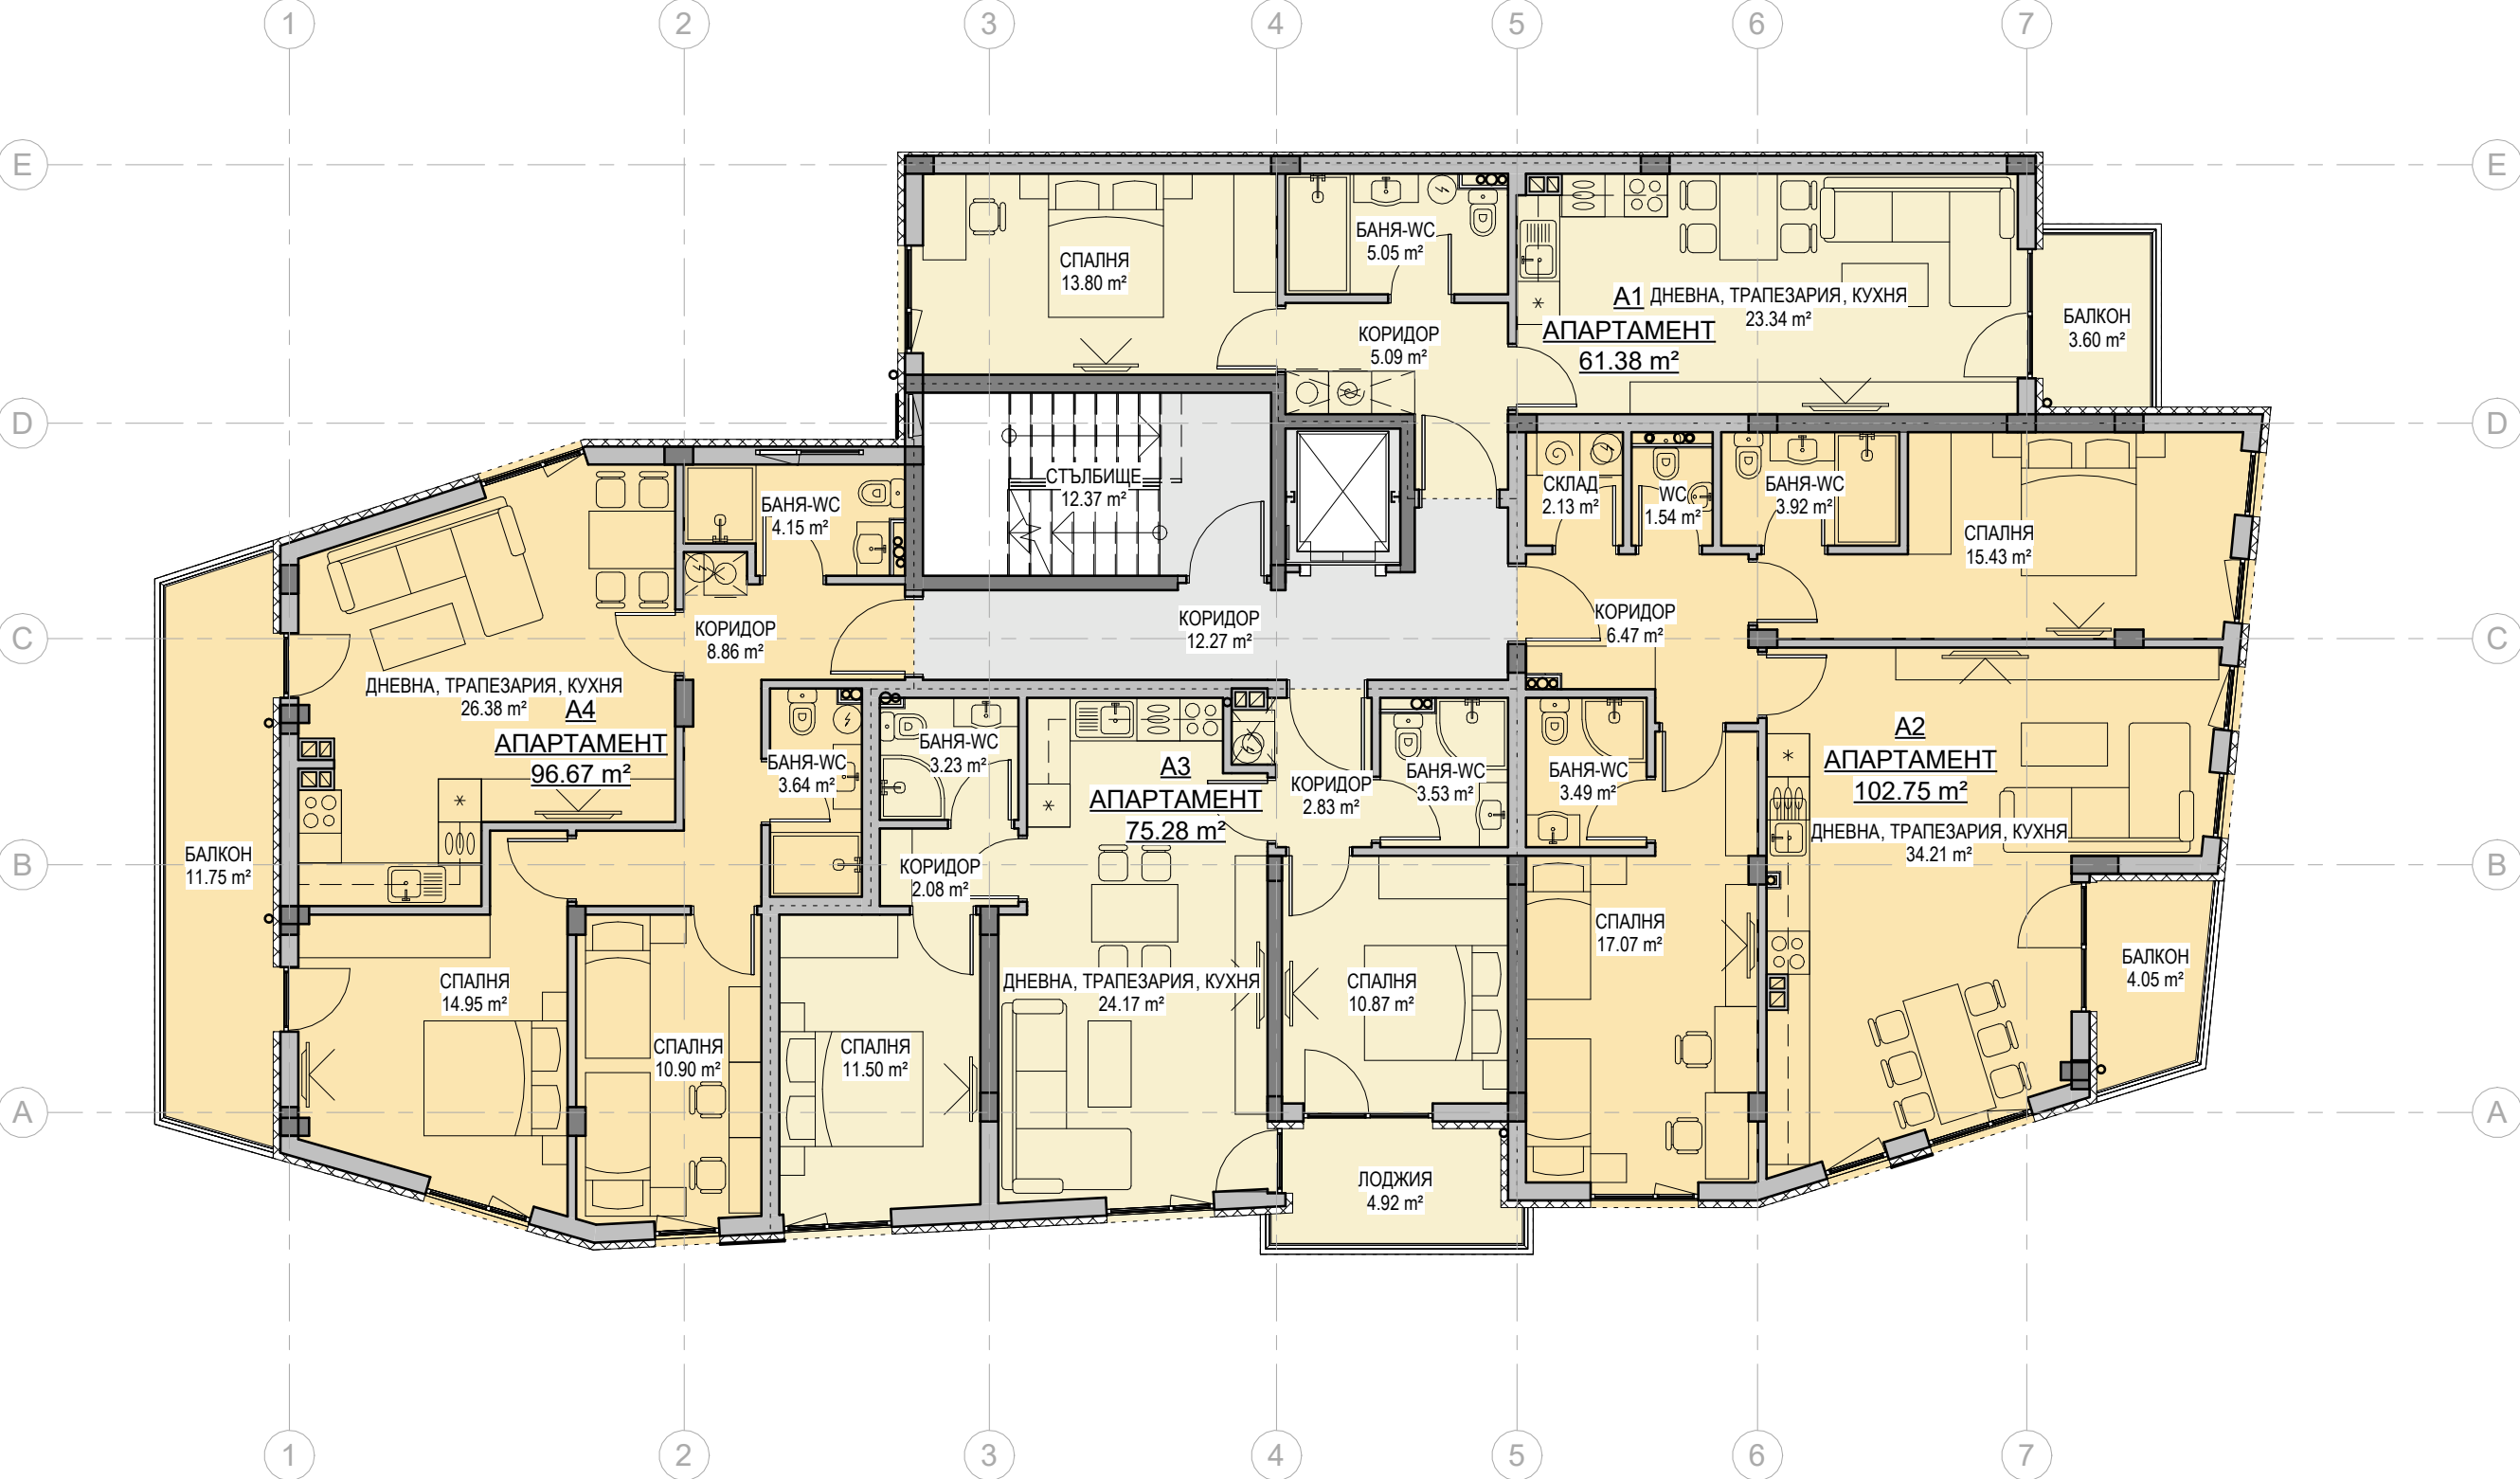 1 2 3 4 5 6 7
E E
СПАЛНЯ
13.80 m²
БАНЯ-WC
5.05 m²
КОРИДОР
5.09 m²
А1 ДНЕВНА, ТРАПЕЗАРИЯ, КУХНЯ
23.34 m²
АПАРТАМЕНТ
61.38 m²
БАЛКОН
3.60 m²
D D
СТЪЛБИЩЕ
12.37 m²
БАНЯ-WC
4.15 m²
СКЛАД
2.13 m²
WC
1.54 m²
БАНЯ-WC
3.92 m²
СПАЛНЯ
15.43 m²
C C
КОРИДОР
8.86 m²
КОРИДОР
12.27 m²
КОРИДОР
6.47 m²
ДНЕВНА, ТРАПЕЗАРИЯ, КУХНЯ
26.38 m²
А4
АПАРТАМЕНТ
96.67 m²
БАНЯ-WC
3.64 m²
БАНЯ-WC
3.23 m²
А3
АПАРТАМЕНТ
75.28 m²
КОРИДОР
2.83 m²
БАНЯ-WC
3.53 m²
БАНЯ-WC
3.49 m²
А2
АПАРТАМЕНТ
102.75 m²
ДНЕВНА, ТРАПЕЗАРИЯ, КУХНЯ
34.21 m²
B B
БАЛКОН
11.75 m²
КОРИДОР
2.08 m²
СПАЛНЯ
17.07 m²
БАЛКОН
4.05 m²
СПАЛНЯ
14.95 m²
ДНЕВНА, ТРАПЕЗАРИЯ, КУХНЯ
24.17 m²
СПАЛНЯ
10.87 m²
СПАЛНЯ
10.90 m²
СПАЛНЯ
11.50 m²
A A
ЛОДЖИЯ
4.92 m²
1 2 3 4 5 6 7